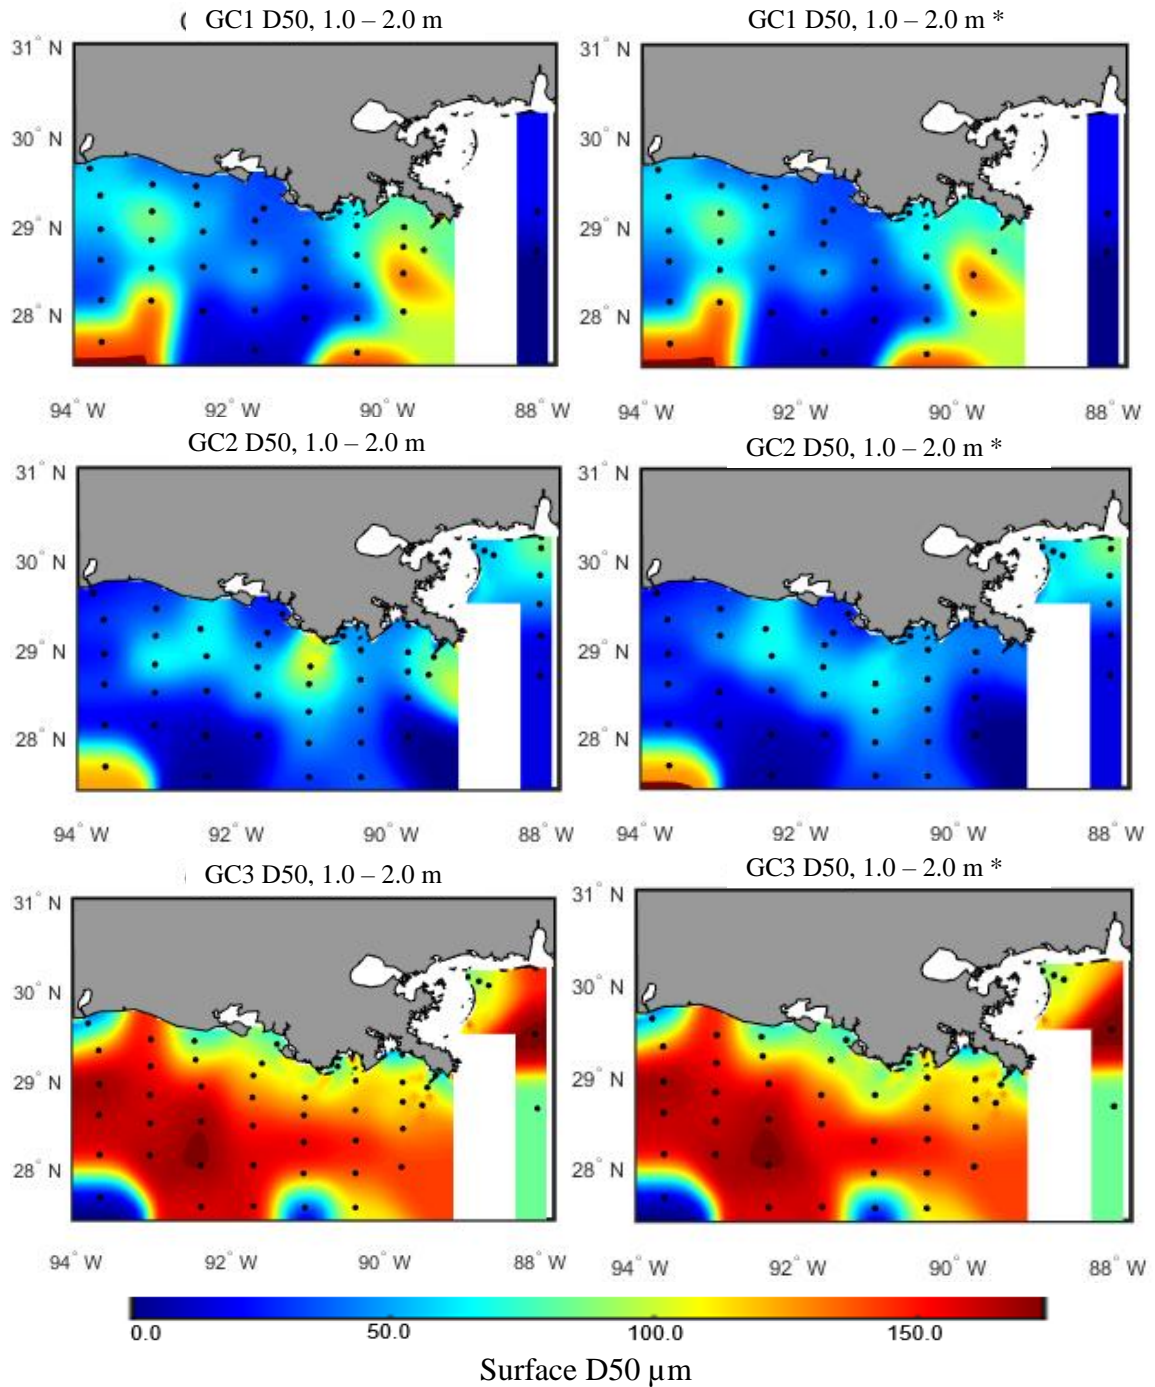 GC1 D50, 1.0 – 2.0 m
GC1 D50, 1.0 – 2.0 m *
31° N
30° N
29° N
28° N
94° W
92° W
90° W
88° W
31° N
30° N
29° N
28° N
94° W
92° W
90° W
88° W
GC2 D50, 1.0 – 2.0 m
GC2 D50, 1.0 – 2.0 m *
31° N
30° N
29° N
28° N
94° W
92° W
90° W
88° W
31° N
30° N
29° N
28° N
94° W
92° W
90° W
88° W
GC3 D50, 1.0 – 2.0 m
GC3 D50, 1.0 – 2.0 m *
31° N
30° N
29° N
28° N
94° W
92° W
90° W
88° W
31° N
30° N
29° N
28° N
94° W
92° W
90° W
88° W
0.0
50.0
100.0
150.0
Surface D50 µm